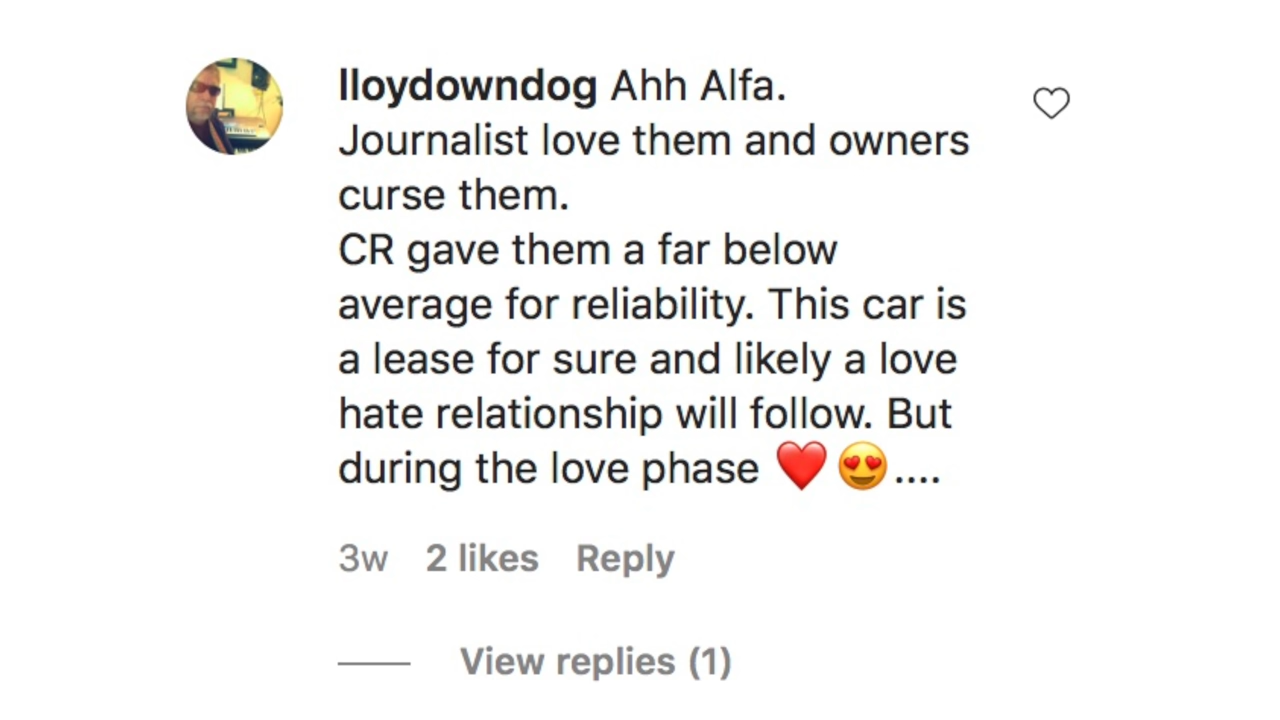 lloydowndog Ahh Alfa.
Journalist love them and owners
curse them.
CR gave them a far below
average for reliability. This car is
a lease for sure and likely a love
hate relationship will follow. But
during the love phase ❤️😍....
3w 2 likes Reply
View replies (1)